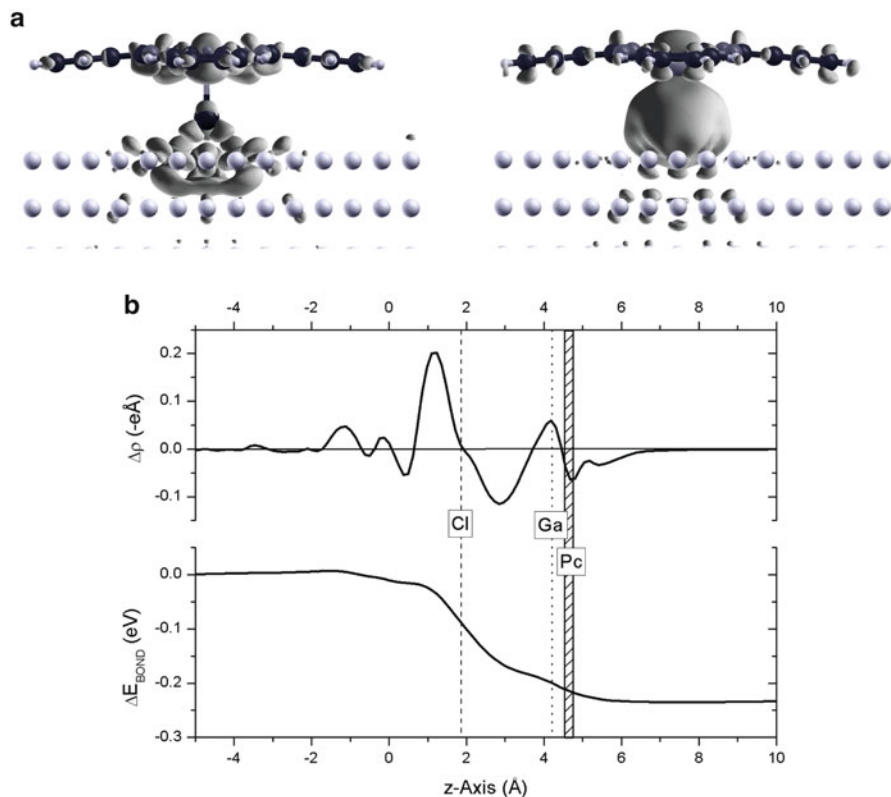 a
b
-4 -2 0 2 4 6 8 10
0.2
0.1
0.0
-0.1
Δρ (-eÅ)
Cl
Ga
Pc
0.0
-0.1
-0.2
-0.3
ΔE_BOND (eV)
-4 -2 0 2 4 6 8 10
z-Axis (Å)